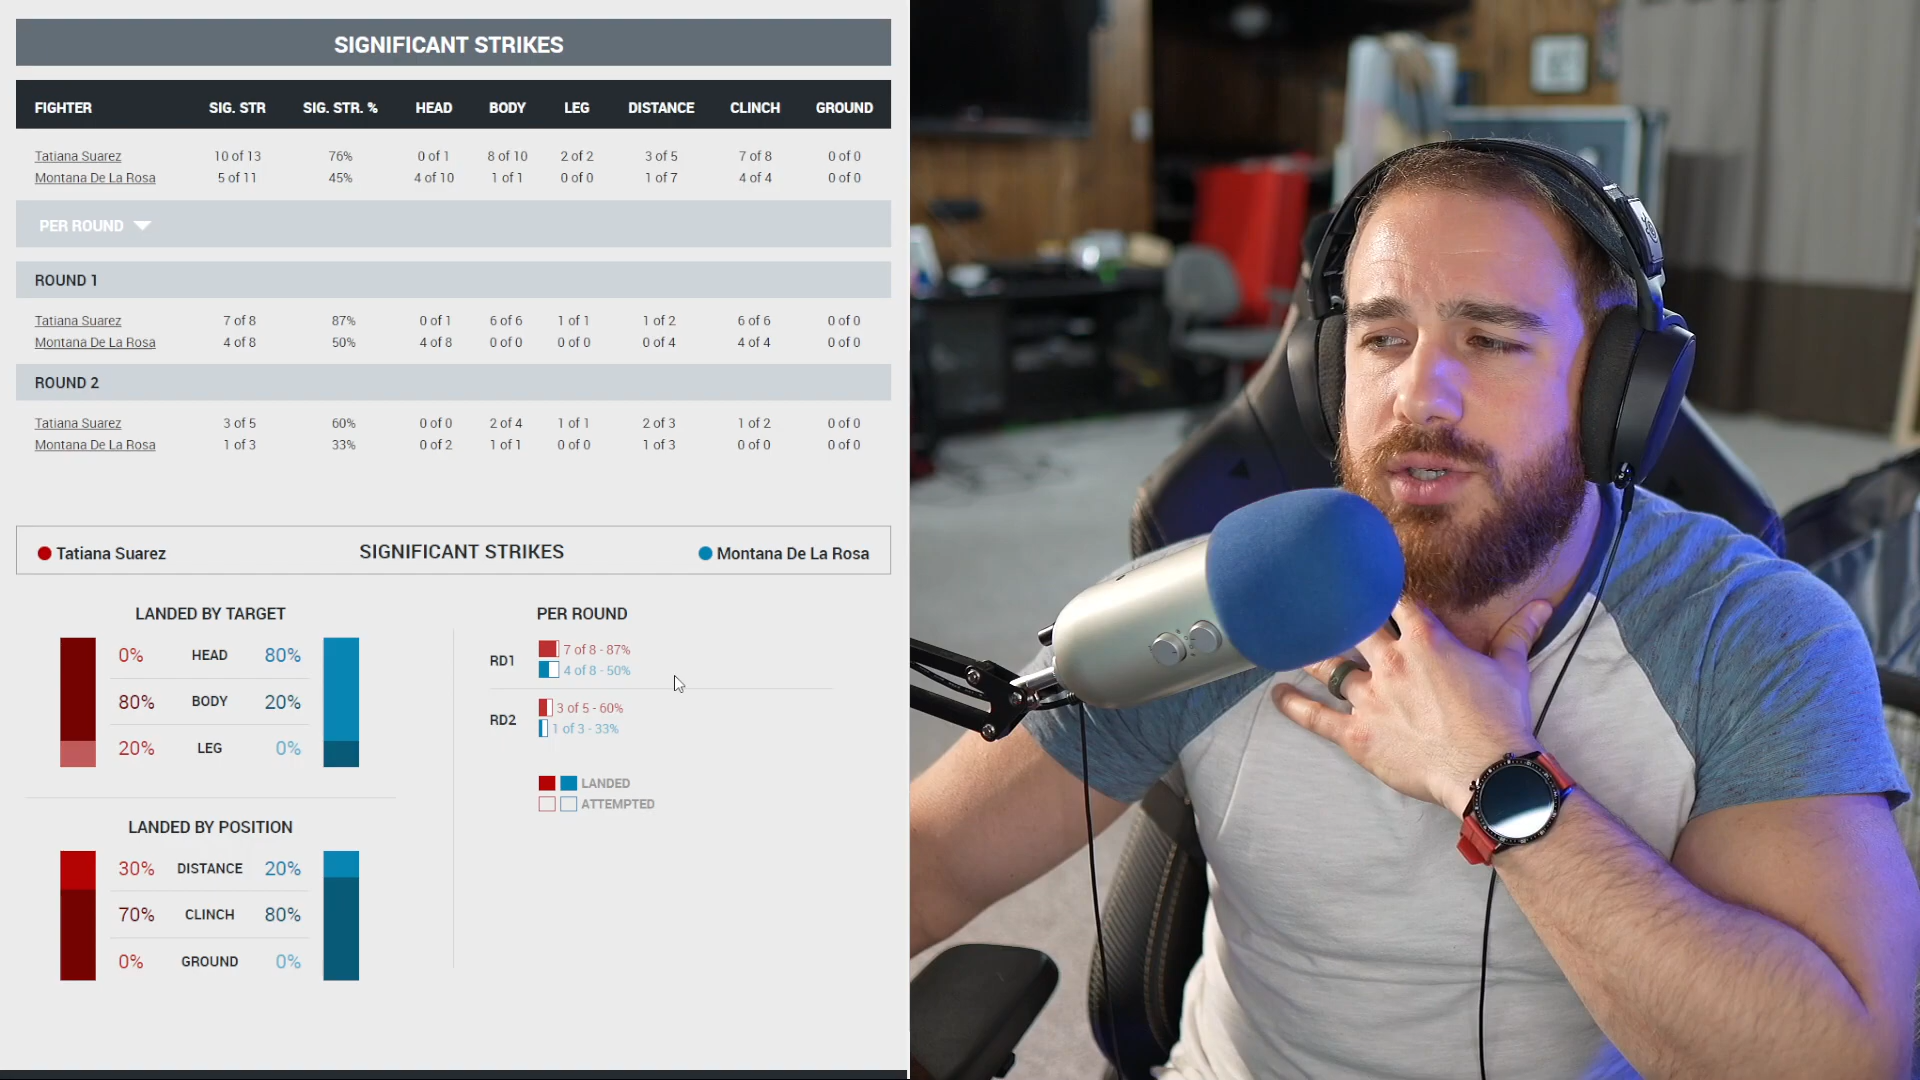 SIGNIFICANT STRIKES
FIGHTER SIG. STR SIG. STR. % HEAD BODY LEG DISTANCE CLINCH GROUND
Tatiana Suarez 10 of 13 76% 0 of 1 8 of 10 2 of 2 3 of 5 7 of 8 0 of 0
Montana De La Rosa 5 of 11 45% 4 of 10 1 of 1 0 of 0 1 of 7 4 of 4 0 of 0
PER ROUND
ROUND 1
Tatiana Suarez 7 of 8 87% 0 of 1 6 of 6 1 of 1 1 of 2 6 of 6 0 of 0
Montana De La Rosa 4 of 8 50% 4 of 8 0 of 0 0 of 0 0 of 4 4 of 4 0 of 0
ROUND 2
Tatiana Suarez 3 of 5 60% 0 of 0 2 of 4 1 of 1 2 of 3 1 of 2 0 of 0
Montana De La Rosa 1 of 3 33% 0 of 2 1 of 1 0 of 0 1 of 3 0 of 0 0 of 0
Tatiana Suarez SIGNIFICANT STRIKES Montana De La Rosa
LANDED BY TARGET
0% HEAD 80%
80% BODY 20%
20% LEG 0%
LANDED BY POSITION
30% DISTANCE 20%
70% CLINCH 80%
0% GROUND 0%
PER ROUND
RD1
7 of 8 - 87%
4 of 8 - 50%
RD2
3 of 5 - 60%
1 of 3 - 33%
LANDED
ATTEMPTED